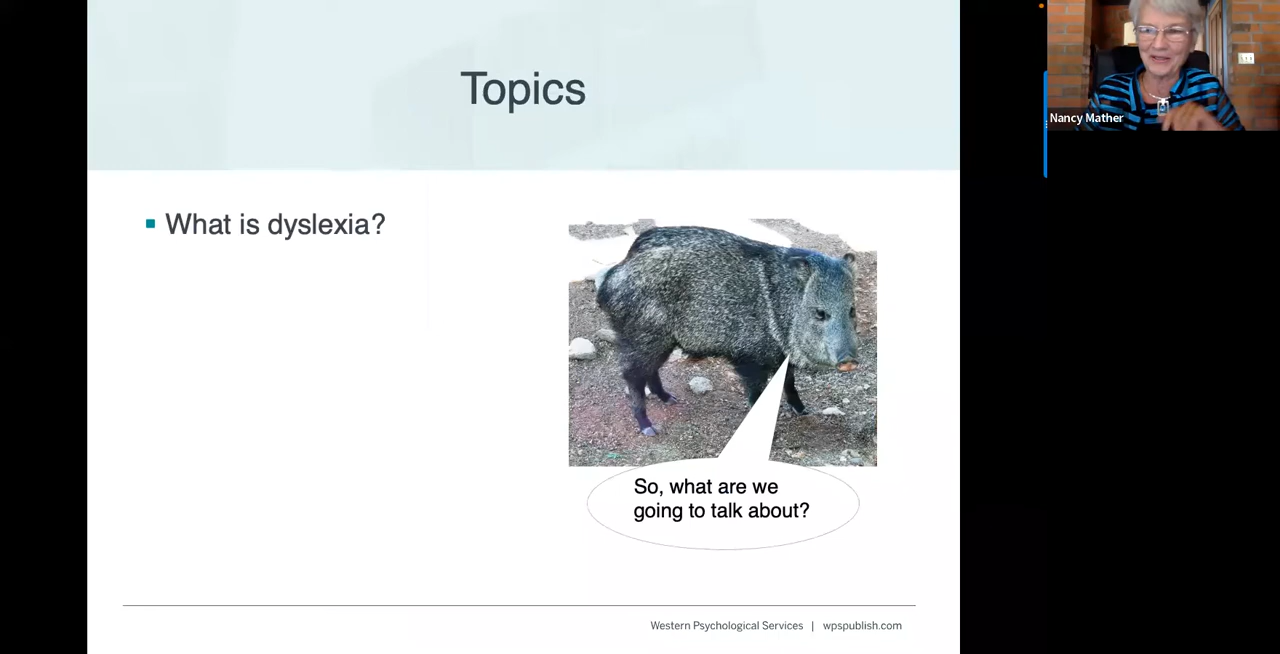 Topics
What is dyslexia?
So, what are we
going to talk about?
Western Psychological Services | wpspublish.com
Nancy Mather